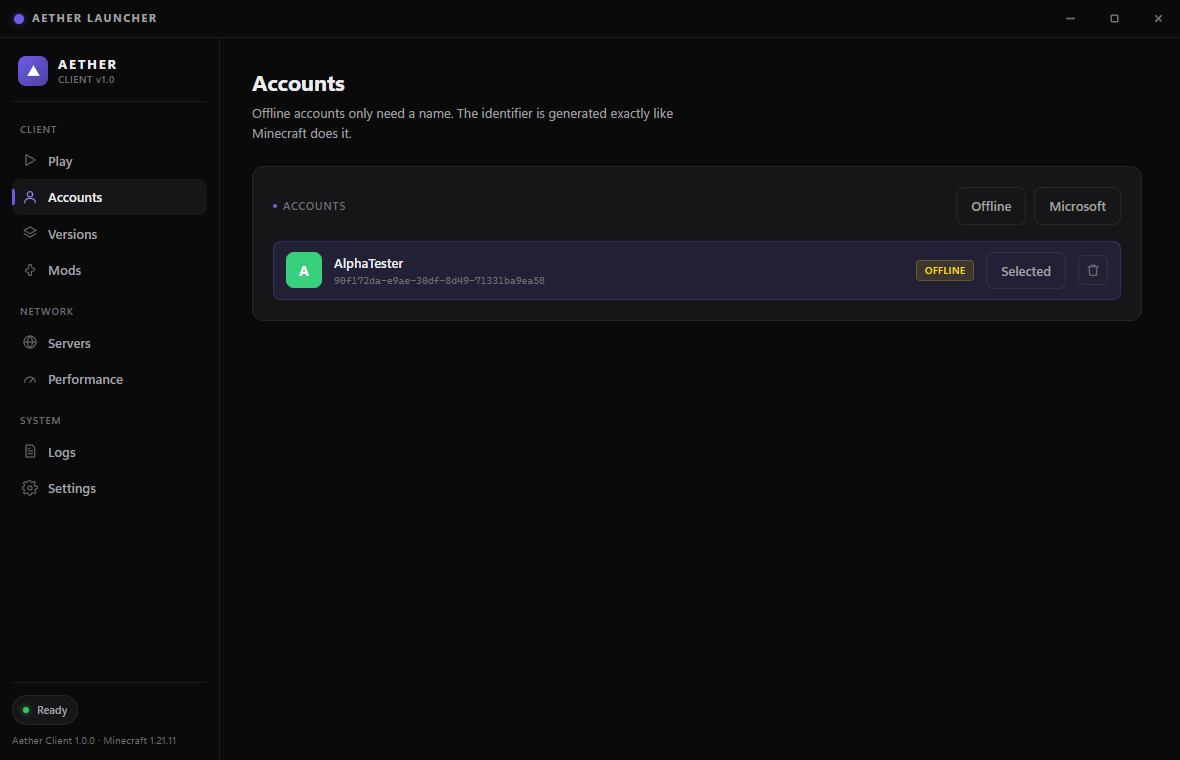 AETHER LAUNCHER
AETHER
CLIENT v1.0
CLIENT
Play
Accounts
Versions
Mods
NETWORK
Servers
Performance
SYSTEM
Logs
Settings
Ready
Aether Client 1.0.0 · Minecraft 1.21.11
Accounts
Offline accounts only need a name. The identifier is generated exactly like
Minecraft does it.
ACCOUNTS
Offline
Microsoft
A
AlphaTester
90f172da-e9ae-30df-8d49-71331ba9ea58
OFFLINE
Selected